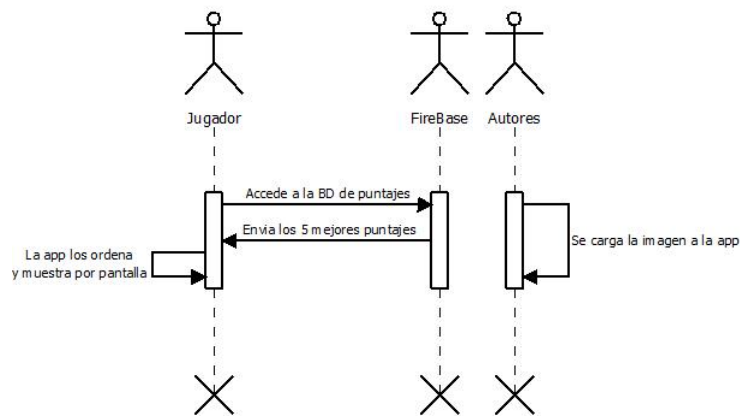 Jugador
FireBase
Autores
Accede a la BD de puntajes
Envia los 5 mejores puntajes
Se carga la imagen a la app
La app los ordena
y muestra por pantalla